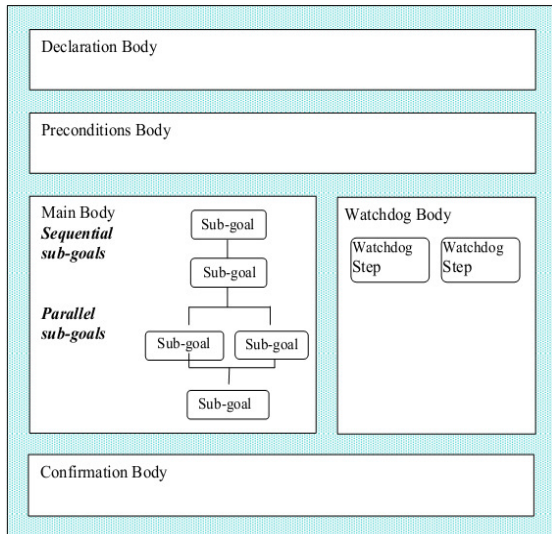 Declaration Body
Preconditions Body
Main Body
Sequential
sub-goals
Parallel
sub-goals
Sub-goal
Sub-goal
Sub-goal
Sub-goal
Sub-goal
Watchdog Body
Watchdog
Step
Watchdog
Step
Confirmation Body